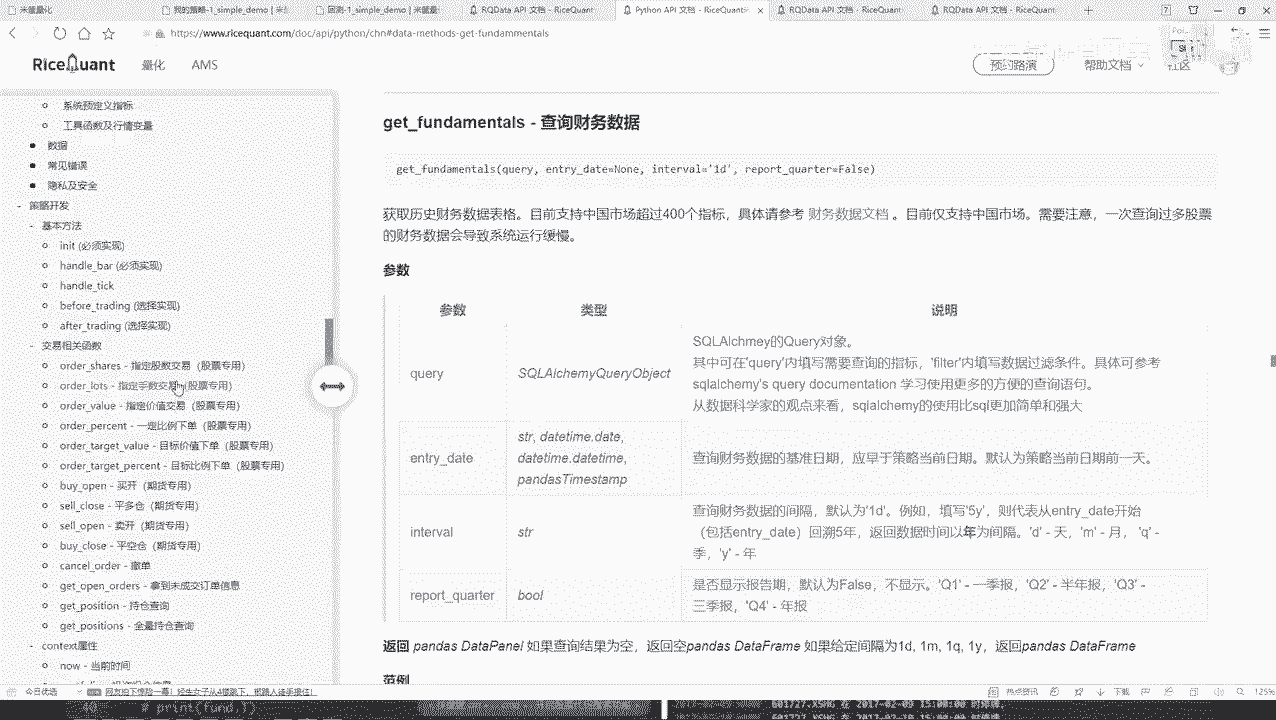 米筐量化
我的策略-1_simple_demo | 米筐
回测-1_simple_demo | 米筐量
RQData API 文档 - RiceQuant
Python API 文档 - RiceQuant
RQData API 文档 - RiceQuant
RQData API 文档 - RiceQuant
https://www.ricequant.com/doc/api/python/chn#data-methods-get-fundammentals
RiceQuant
量化
AMS
预约路演
帮助文档
社区
系统预定义指标
工具函数及行情变量
数据
常见错误
隐私及安全
策略开发
基本方法
init (必须实现)
handle_bar (必须实现)
handle_tick
before_trading (选择实现)
after_trading (选择实现)
交易相关函数
order_shares - 指定股数交易（股票专用）
order_lots - 指定手数交易（股票专用）
order_value - 指定价值交易（股票专用）
order_percent - 一定比例下单（股票专用）
order_target_value - 目标价值下单（股票专用）
order_target_percent - 目标比例下单（股票专用）
buy_open - 买开（期货专用）
sell_close - 平多仓（期货专用）
sell_open - 卖开（期货专用）
buy_close - 平空仓（期货专用）
cancel_order - 撤单
get_open_orders - 拿到未成交订单信息
get_position - 持仓查询
get_positions - 全量持仓查询
context属性
now - 当前时间
get_fundamentals - 查询财务数据
get_fundamentals(query, entry_date=None, interval='1d', report_quarter=False)
获取历史财务数据表格。目前支持中国市场超过400个指标，具体请参考 财务数据文档 。目前仅支持中国市场。需要注意，一次查询过多股票
的财务数据会导致系统运行缓慢。
参数
参数 类型 说明
query SQLAlchemyQueryObject
SQLAlchmey的Query对象。
其中可在'query'内填写需要查询的指标，'filter'内填写数据过滤条件。具体可参考
sqlalchemy's query documentation 学习使用更多的方便的查询语句。
从数据科学家的观点来看，sqlalchemy的使用比sql更加简单和强大
entry_date
str, datetime.date,
datetime.datetime,
pandasTimestamp
查询财务数据的基准日期，应早于策略当前日期。默认为策略当前日期前一天。
interval str
查询财务数据的间隔，默认为'1d'。例如，填写'5y'，则代表从entry_date开始
（包括entry_date）回溯5年，返回数据时间以年为间隔。'd' - 天，'m' - 月， 'q' -
季，'y' - 年
report_quarter bool
是否显示报告期，默认为False，不显示。'Q1' - 一季报，'Q2' - 半年报，'Q3' -
三季报，'Q4' - 年报
返回 pandas DataPanel 如果查询结果为空，返回空pandas DataFrame 如果给定间隔为1d, 1m, 1q, 1y，返回pandas DataFrame
范例
今日优选
热点资讯
下载
125%
# print(fund.)